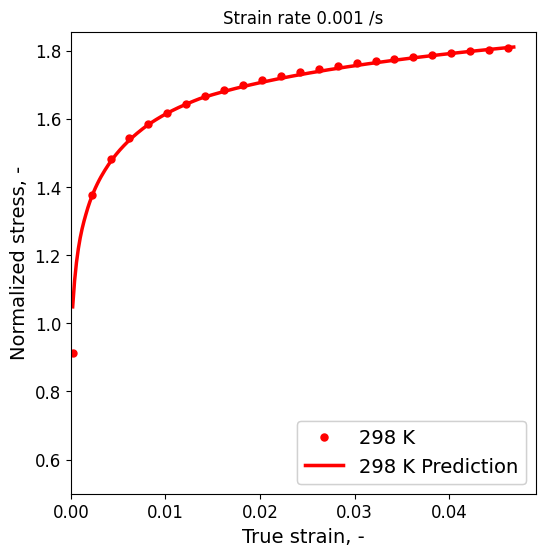 Strain rate 0.001 /s
Normalized stress, -
1.8
1.6
1.4
1.2
1.0
0.8
0.6
298 K
298 K Prediction
0.00 0.01 0.02 0.03 0.04
True strain, -